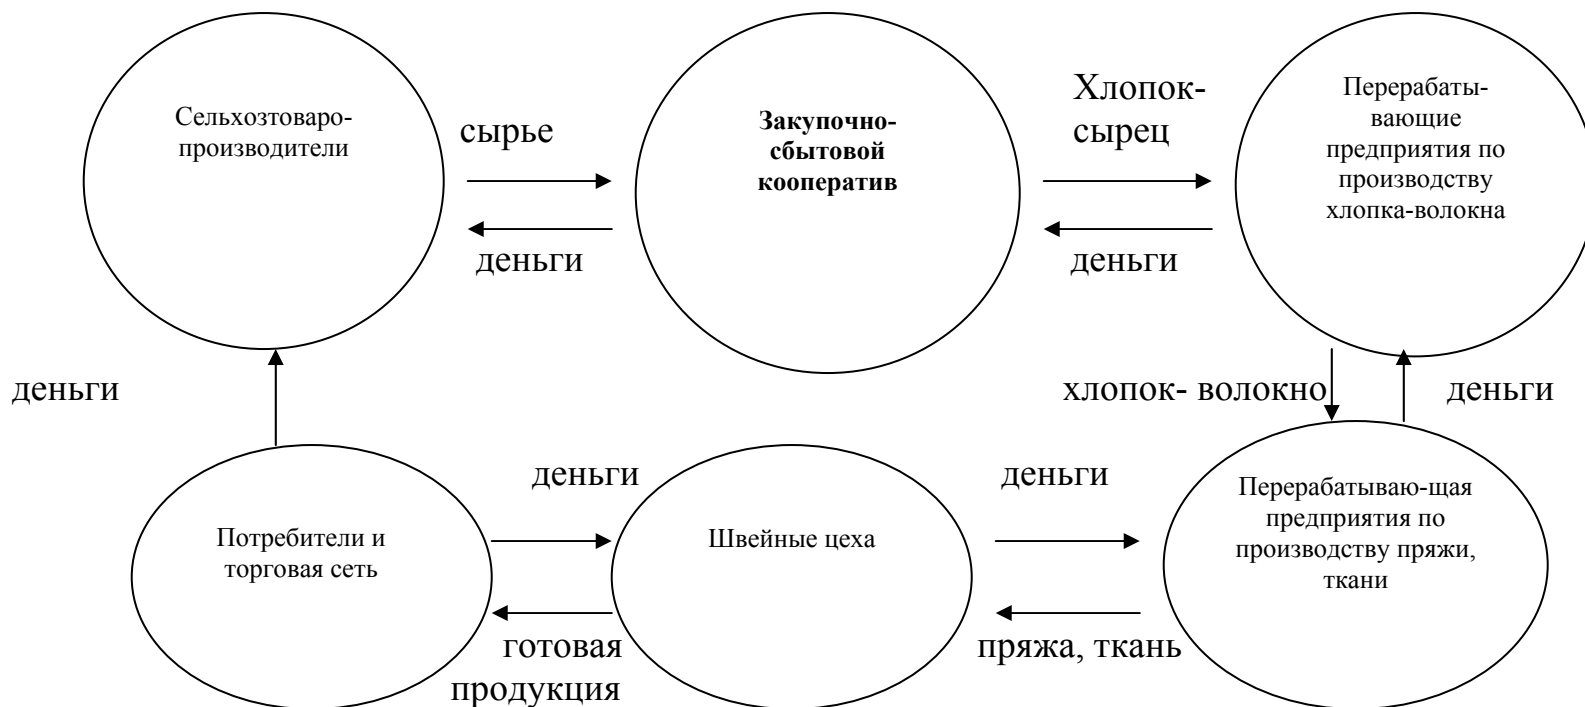 Сельхозтоваро-
производители
сырье
деньги
Закупочно-
сбытовой
кооператив
Хлопок-
сырец
деньги
Перерабаты-
вающие
предприятия по
производству
хлопка-волокна
деньги
хлопок- волокно
деньги
Потребители и
торговая сеть
деньги
готовая
продукция
Швейные цеха
деньги
пряжа, ткань
Перерабатываю-щая
предприятия по
производству пряжи,
ткани